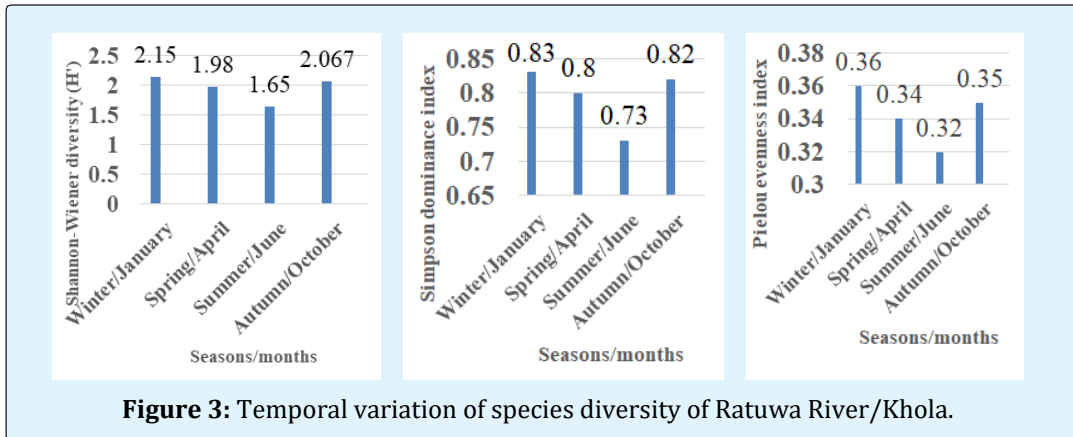 Shannon-Wiener diversity (H')
2.5
2
1.5
1
0.5
0
2.15
1.98
1.65
2.067
Winter/January
Spring/April
Summer/June
Autumn/October
Seasons/months
Simpson dominance index
0.85
0.8
0.75
0.7
0.65
0.83
0.8
0.73
0.82
Winter/January
Spring/April
Summer/June
Autumn/October
Seasons/months
Pielou evenness index
0.38
0.36
0.34
0.32
0.3
0.36
0.34
0.32
0.35
Winter/January
Spring/April
Summer/June
Autumn/October
Seasons/months
Figure 3: Temporal variation of species diversity of Ratuwa River/Khola.